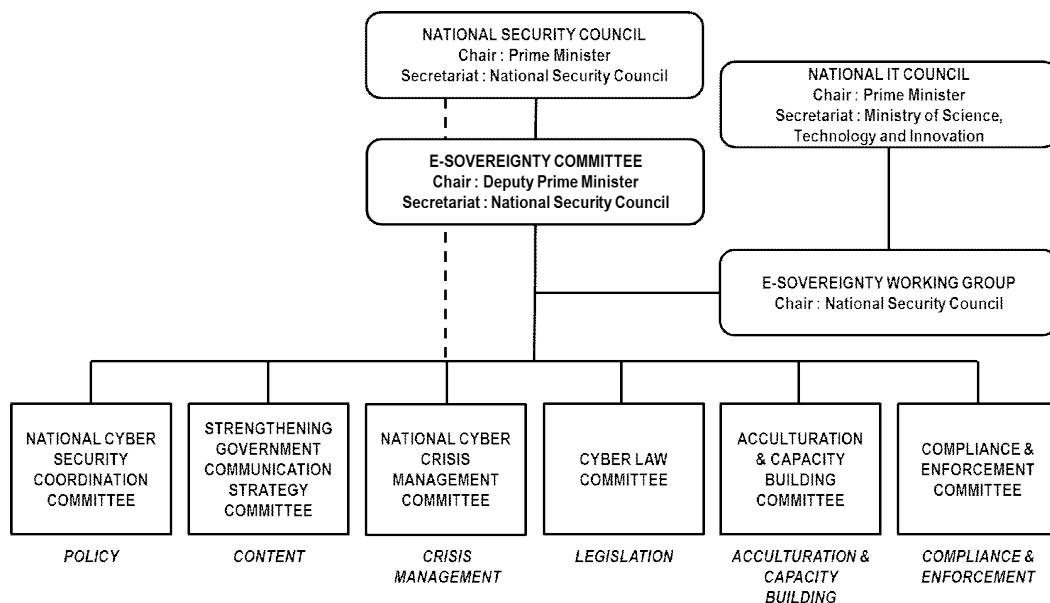 NATIONAL SECURITY COUNCIL
Chair : Prime Minister
Secretariat : National Security Council
NATIONAL IT COUNCIL
Chair : Prime Minister
Secretariat : Ministry of Science,
Technology and Innovation
E-SOVEREIGNTY COMMITTEE
Chair : Deputy Prime Minister
Secretariat : National Security Council
E-SOVEREIGNTY WORKING GROUP
Chair : National Security Council
NATIONAL CYBER
SECURITY
COORDINATION
COMMITTEE
STRENGTHENING
GOVERNMENT
COMMUNICATION
STRATEGY
COMMITTEE
NATIONAL CYBER
CRISIS
MANAGEMENT
COMMITTEE
CYBER LAW
COMMITTEE
ACCULTURATION
& CAPACITY
BUILDING
COMMITTEE
COMPLIANCE &
ENFORCEMENT
COMMITTEE
POLICY
CONTENT
CRISIS
MANAGEMENT
LEGISLATION
ACCULTURATION &
CAPACITY
BUILDING
COMPLIANCE &
ENFORCEMENT